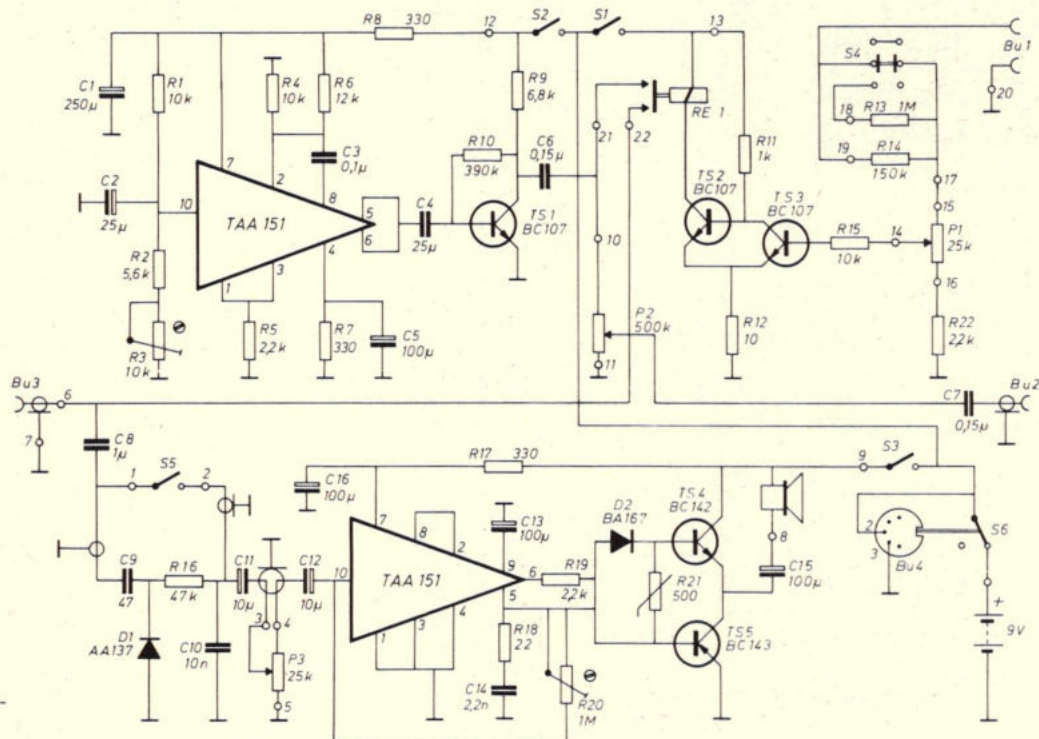 R8 330
12
S2
S1
13
Bu1
S4
20
C1
250µ
R1
10k
R4
10k
R6
12k
R9
6,8k
RE 1
18 R13 1M
21
22
R11
1k
19 R14
150k
C3
0,1µ
R10
390k
C6
0,15µ
17
C2
25µ
7
2
8
10
TAA 151
5
6
C4
25µ
TS1
BC107
TS2
BC107
TS3
BC107
15
P1
25k
R15
10k
14
16
R2
5,6k
3
4
1
10
R3
10k
R5
2,2k
R7
330
C5
100µ
P2
500k
11
R12
10
R22
2,2k
Bu3
6
7
C7
0,15µ
Bu2
C8
1µ
1
S5
2
R17 330
9
S3
C16
100µ
7
8
2
C13
100µ
D2
BA167
TS4
BC142
8
2
3
Bu4
S6
C9
47
R16
47k
C11
10µ
C12
10µ
10
TAA 151
9
6
5
R19
2,2k
R21
500
C15
100µ
D1
AA137
C10
10n
3
4
P3
25k
5
1
3
4
R18
22
C14
2,2n
R20
1M
TS5
BC143
+
9V